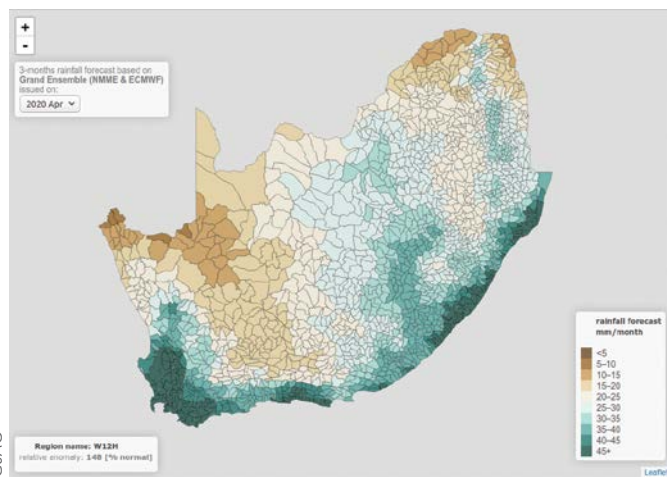 +
-
3-months rainfall forecast based on
Grand Ensemble (NMME & ECMWF)
issued on:
2020 Apr
rainfall forecast
mm/month
<5
5–10
10–15
15–20
20–25
25–30
30–35
35–40
40–45
45+
Region name: W12H
relative anomaly: 148 [% normal]
Leaflet